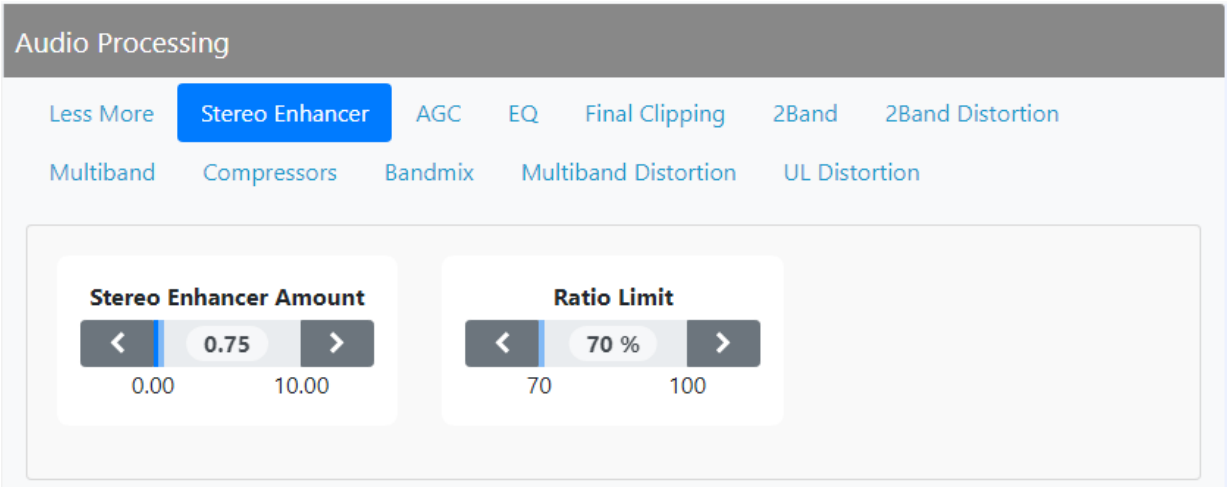 Audio Processing
Less More Stereo Enhancer AGC EQ Final Clipping 2Band 2Band Distortion
Multiband Compressors Bandmix Multiband Distortion UL Distortion
Stereo Enhancer Amount
0.75
0.00 10.00
Ratio Limit
70 %
70 100